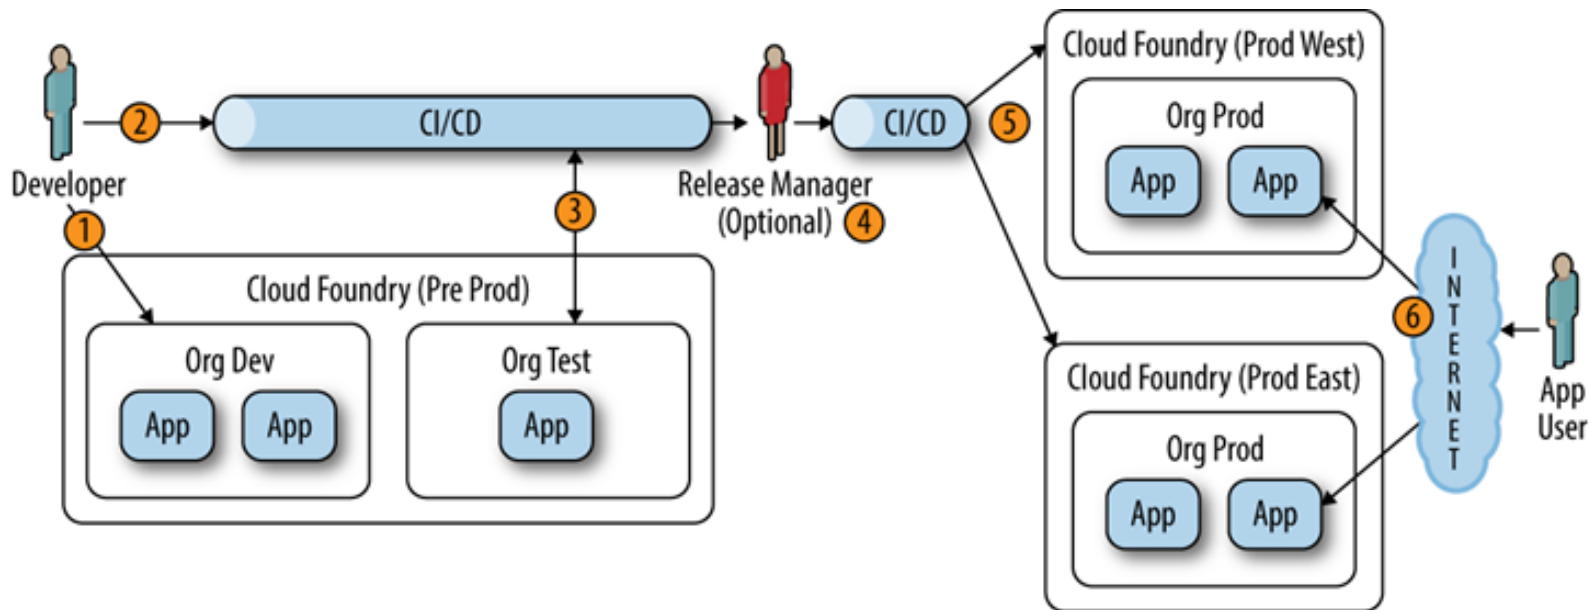 Developer
1
2
CI/CD
3
Release Manager
(Optional)
4
CI/CD
5
Cloud Foundry (Pre Prod)
Org Dev
App
App
Org Test
App
Cloud Foundry (Prod West)
Org Prod
App
App
Cloud Foundry (Prod East)
Org Prod
App
App
6
INTERNET
App
User